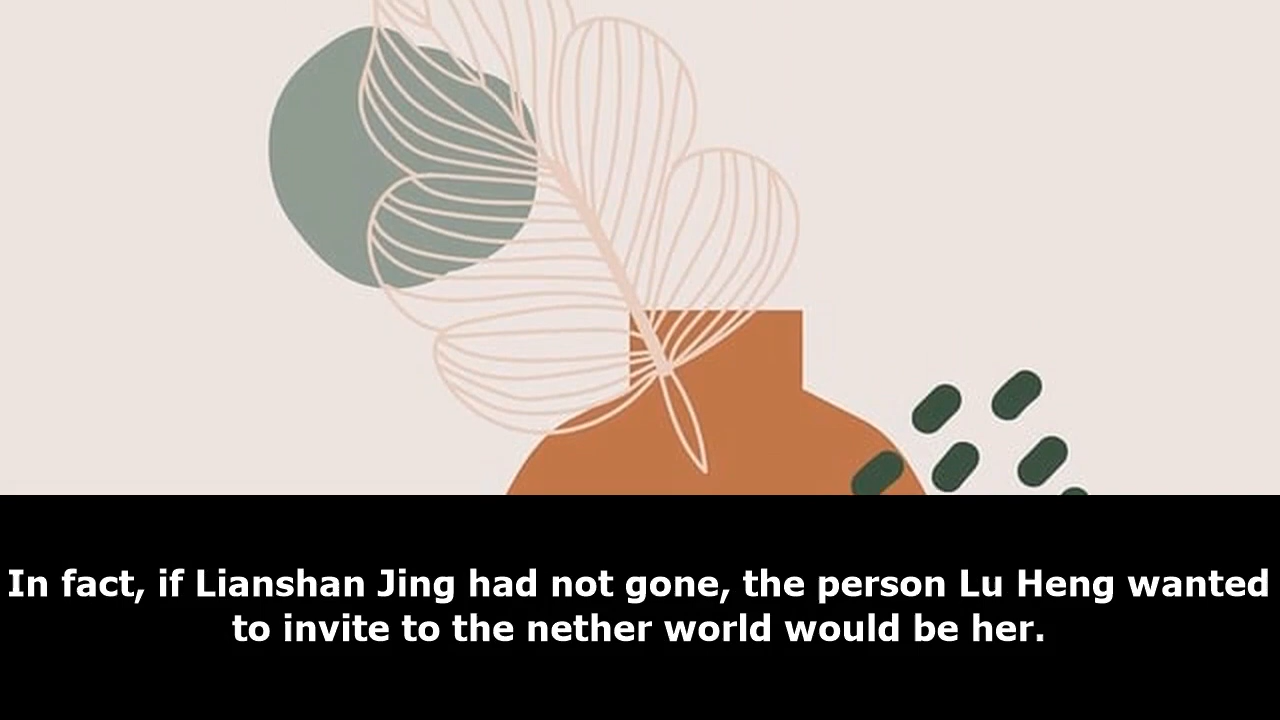 In fact, if Lianshan Jing had not gone, the person Lu Heng wanted
to invite to the nether world would be her.